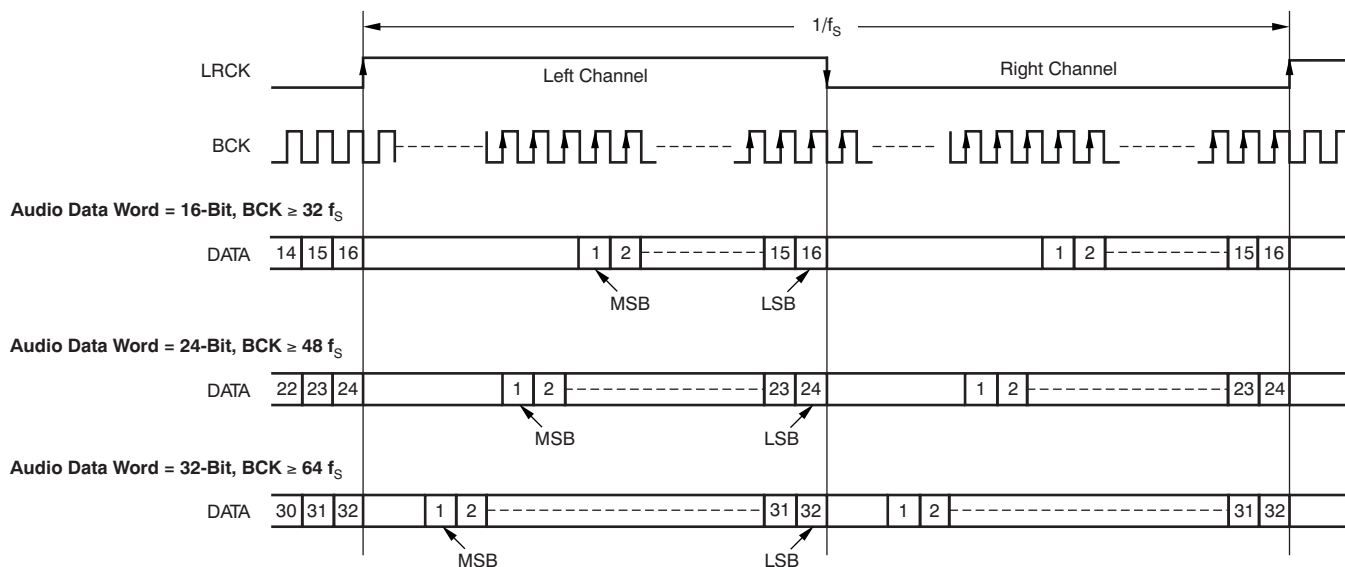 1/fS
LRCK
Left Channel
Right Channel
BCK
Audio Data Word = 16-Bit, BCK ≥ 32 fS
DATA 14 15 16 1 2 15 16 1 2 15 16
MSB LSB
Audio Data Word = 24-Bit, BCK ≥ 48 fS
DATA 22 23 24 1 2 23 24 1 2 23 24
MSB LSB
Audio Data Word = 32-Bit, BCK ≥ 64 fS
DATA 30 31 32 1 2 31 32 1 2 31 32
MSB LSB